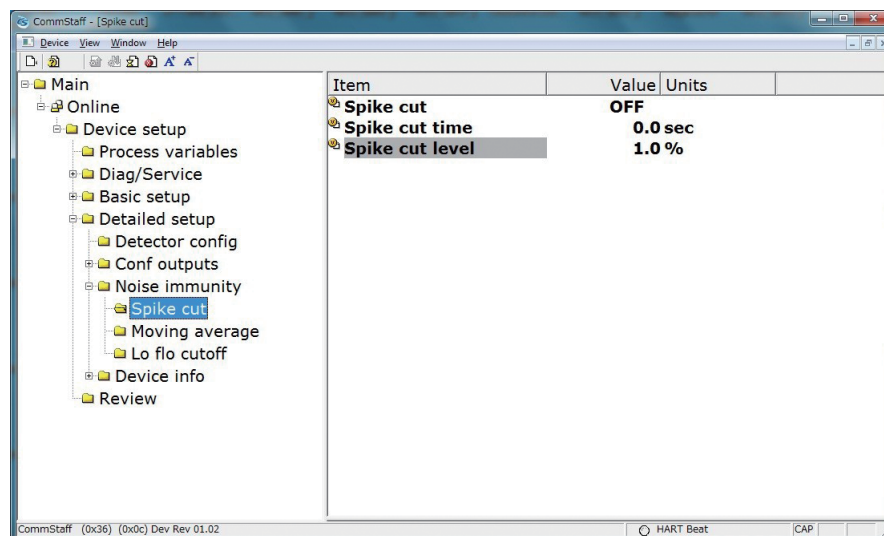 CommStaff - [Spike cut]
Device View Window Help
Main
Online
Device setup
Process variables
Diag/Service
Basic setup
Detailed setup
Detector config
Conf outputs
Noise immunity
Spike cut
Moving average
Lo flo cutoff
Device info
Review
Item Value Units
Spike cut OFF
Spike cut time 0.0 sec
Spike cut level 1.0 %
CommStaff (0x36) (0x0c) Dev Rev 01.02 HART Beat CAP